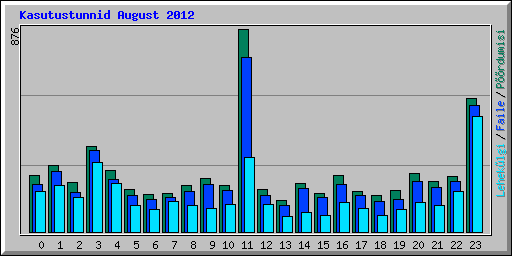 Kasutustunnid August 2012
876
Lehekülgi / Faile / Pöördumisi
0 1 2 3 4 5 6 7 8 9 10 11 12 13 14 15 16 17 18 19 20 21 22 23